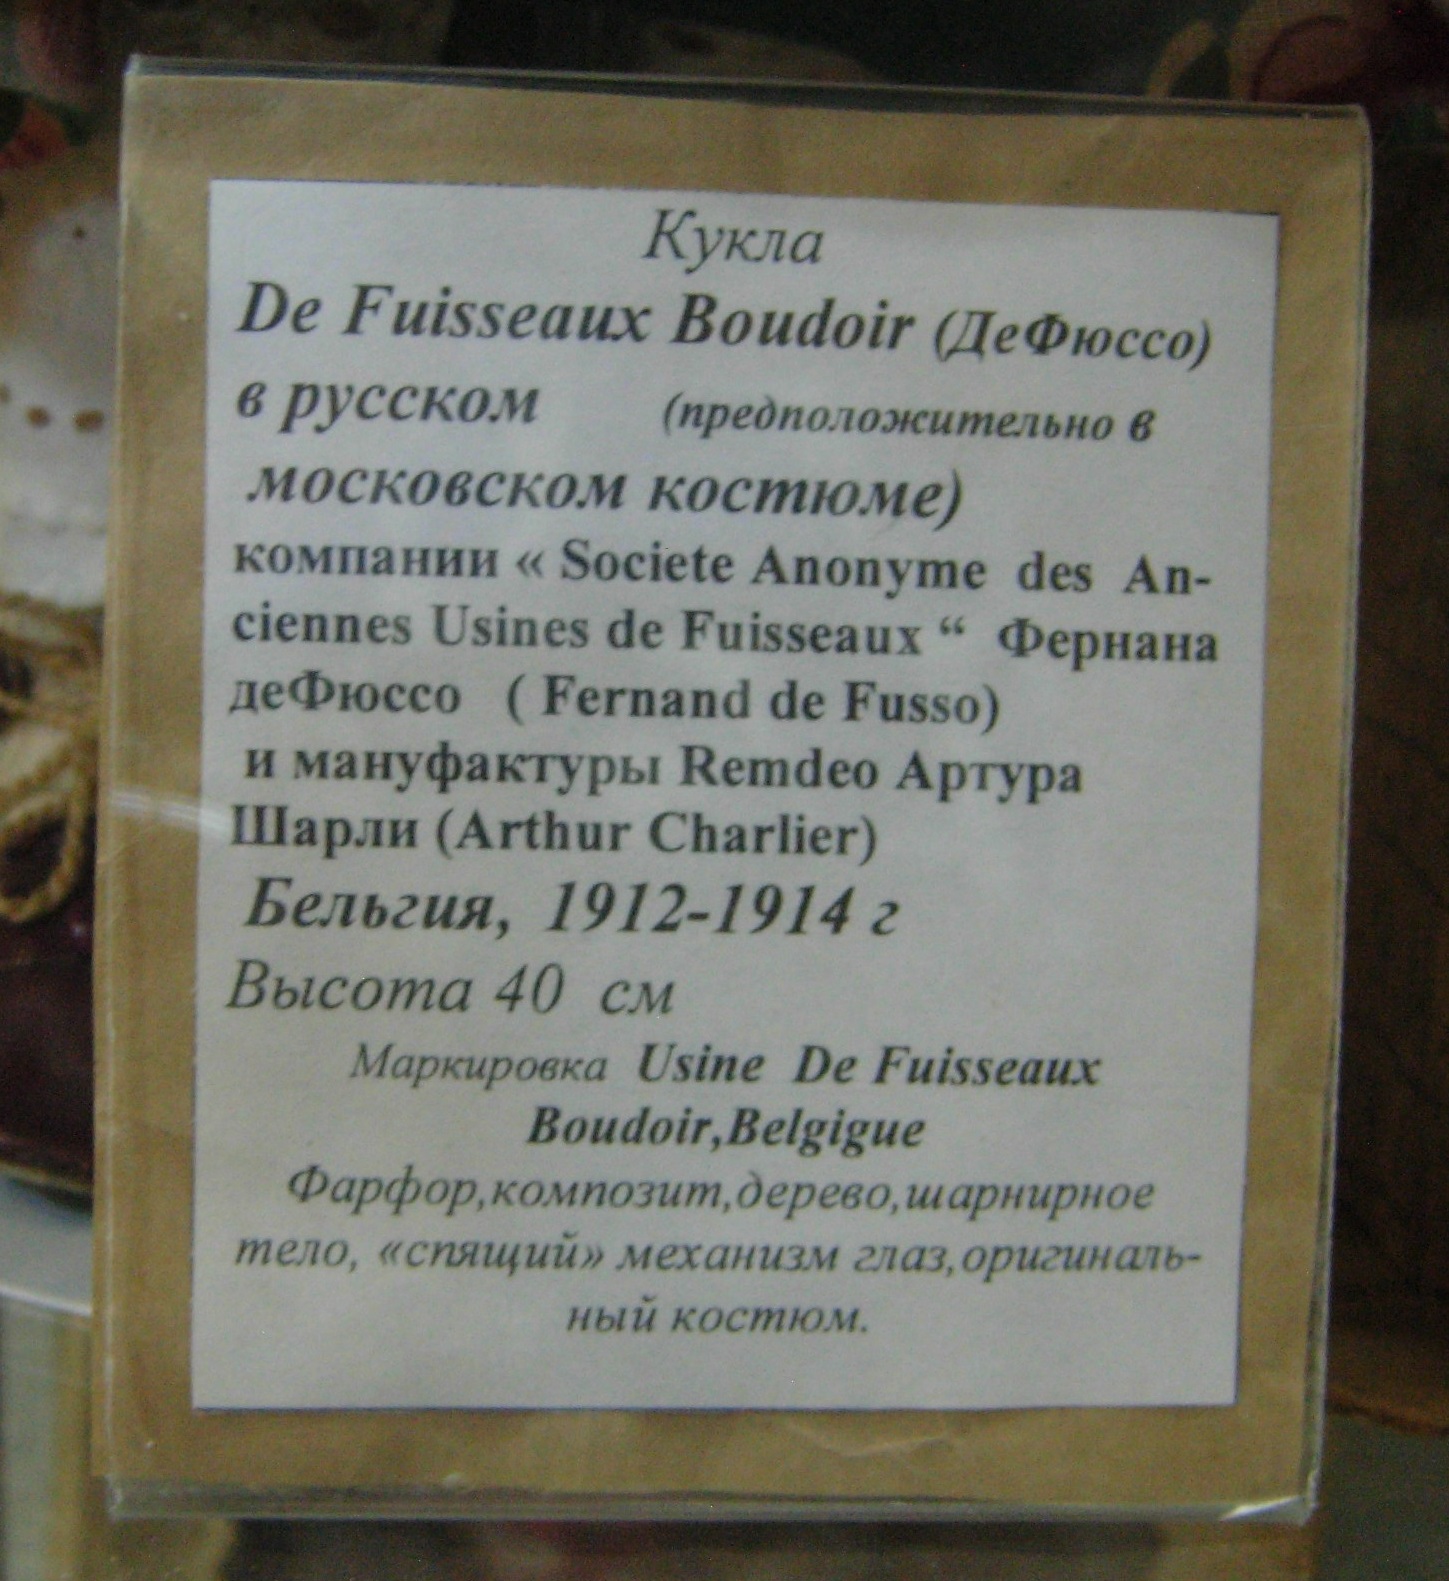 Кукла
De Fuisseaux Boudoir (ДеФюссо)
в русском (предположительно в
московском костюме)
компании « Societe Anonyme des An-
ciennes Usines de Fuisseaux “ Фернана
деФюссо ( Fernand de Fusso)
и мануфактуры Remdeo Артура
Шарли (Arthur Charlier)
Бельгия, 1912-1914 г
Высота 40 см
Маркировка Usine De Fuisseaux
Boudoir,Belgigue
Фарфор,композит,дерево,шарнирное
тело, «спящий» механизм глаз,оригиналь-
ный костюм.